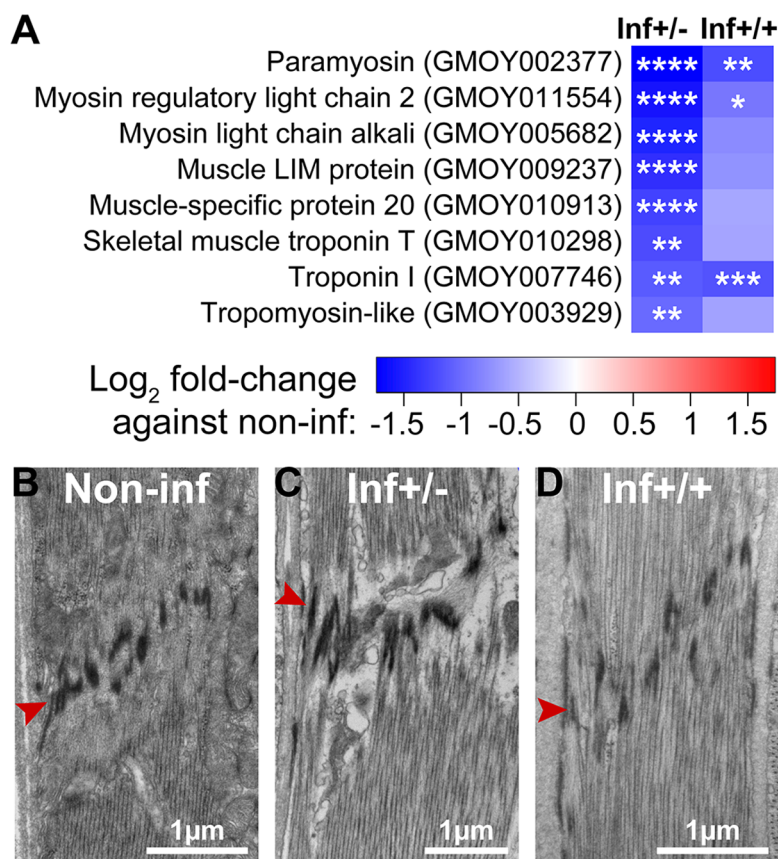 A
Inf+/- Inf+/+
Paramyosin (GMOY002377) **** **
Myosin regulatory light chain 2 (GMOY011554) **** *
Myosin light chain alkali (GMOY005682) ****
Muscle LIM protein (GMOY009237) ****
Muscle-specific protein 20 (GMOY010913) ****
Skeletal muscle troponin T (GMOY010298) **
Troponin I (GMOY007746) ** ***
Tropomyosin-like (GMOY003929) **
Log2 fold-change
against non-inf: -1.5 -1 -0.5 0 0.5 1 1.5
B Non-inf
1µm
C Inf+/-
1µm
D Inf+/+
1µm